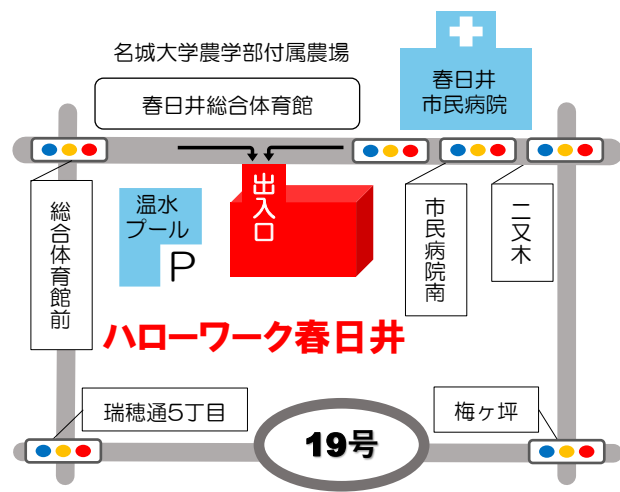 名城大学農学部付属農場
春日井総合体育館
春日井
市民病院
総合体育館前
温水
プール
P
出入口
市民病院南
二又木
ハローワーク春日井
瑞穂通5丁目
19号
梅ヶ坪